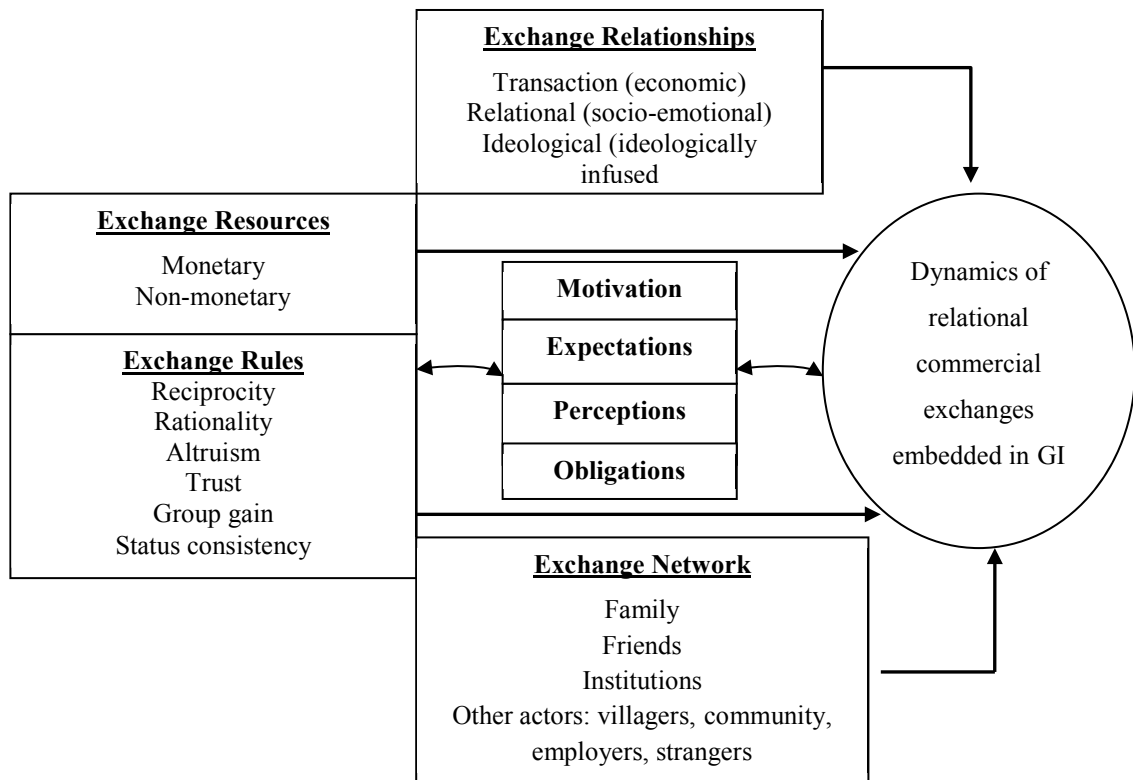 Exchange Relationships
Transaction (economic)
Relational (socio-emotional)
Ideological (ideologically
infused
Exchange Resources
Monetary
Non-monetary
Exchange Rules
Reciprocity
Rationality
Altruism
Trust
Group gain
Status consistency
Motivation
Expectations
Perceptions
Obligations
Dynamics of
relational
commercial
exchanges
embedded in GI
Exchange Network
Family
Friends
Institutions
Other actors: villagers, community,
employers, strangers